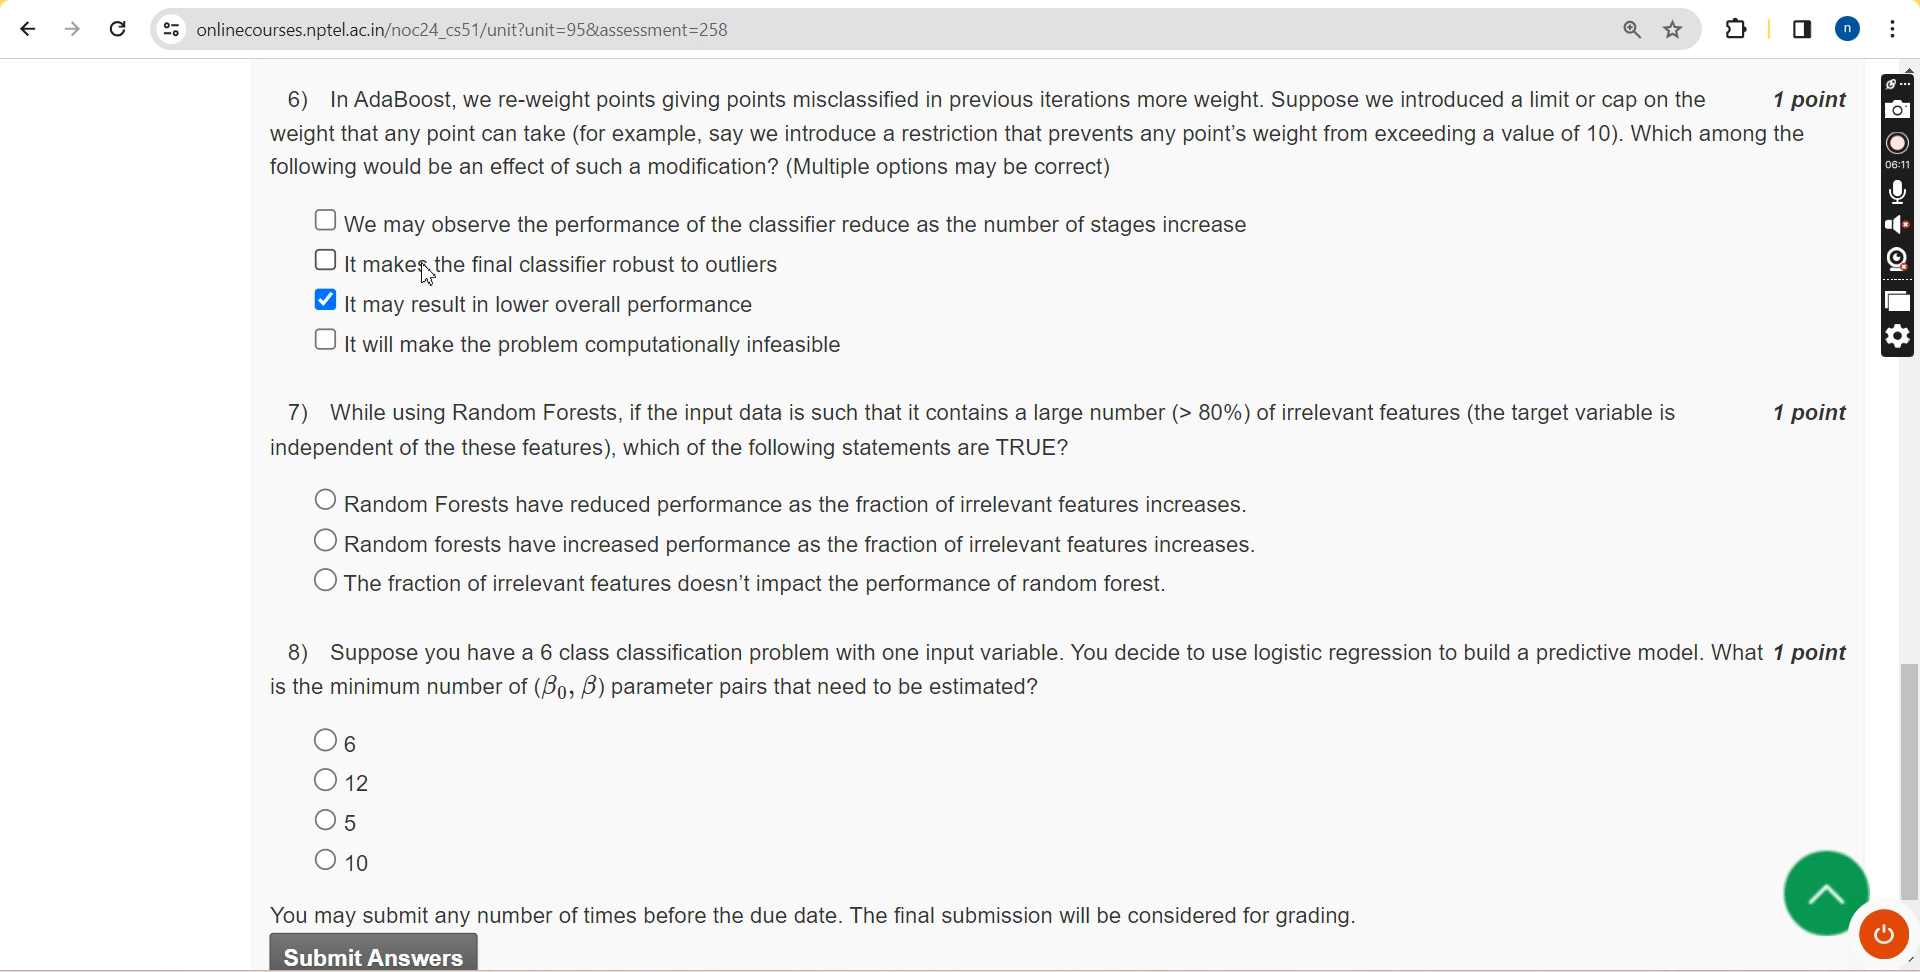 onlinecourses.nptel.ac.in/noc24_cs51/unit?unit=95&assessment=258
n
6) In AdaBoost, we re-weight points giving points misclassified in previous iterations more weight. Suppose we introduced a limit or cap on the 1 point
weight that any point can take (for example, say we introduce a restriction that prevents any point's weight from exceeding a value of 10). Which among the
following would be an effect of such a modification? (Multiple options may be correct)
We may observe the performance of the classifier reduce as the number of stages increase
It makes the final classifier robust to outliers
It may result in lower overall performance
It will make the problem computationally infeasible
7) While using Random Forests, if the input data is such that it contains a large number (> 80%) of irrelevant features (the target variable is 1 point
independent of the these features), which of the following statements are TRUE?
Random Forests have reduced performance as the fraction of irrelevant features increases.
Random forests have increased performance as the fraction of irrelevant features increases.
The fraction of irrelevant features doesn't impact the performance of random forest.
8) Suppose you have a 6 class classification problem with one input variable. You decide to use logistic regression to build a predictive model. What 1 point
is the minimum number of (β₀, β) parameter pairs that need to be estimated?
6
12
5
10
You may submit any number of times before the due date. The final submission will be considered for grading.
Submit Answers
06:11